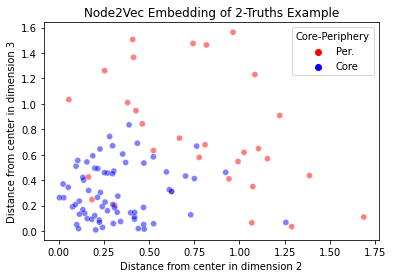 Node2Vec Embedding of 2-Truths Example
Core-Periphery
Per.
Core
Distance from center in dimension 3
1.6
1.4
1.2
1.0
0.8
0.6
0.4
0.2
0.0
0.00 0.25 0.50 0.75 1.00 1.25 1.50 1.75
Distance from center in dimension 2